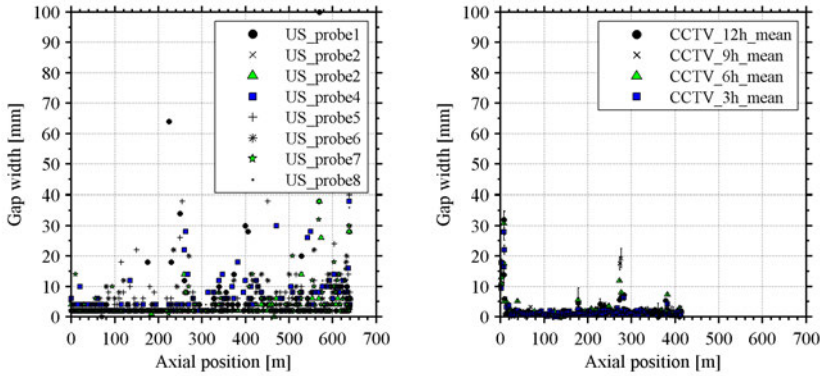 100
90
80
70
60
50
40
30
20
10
0
Gap width [mm]
US_probe1
US_probe2
US_probe2
US_probe4
US_probe5
US_probe6
US_probe7
US_probe8
0 100 200 300 400 500 600 700
Axial position [m]
100
90
80
70
60
50
40
30
20
10
0
Gap width [mm]
CCTV_12h_mean
CCTV_9h_mean
CCTV_6h_mean
CCTV_3h_mean
0 100 200 300 400 500 600 700
Axial position [m]